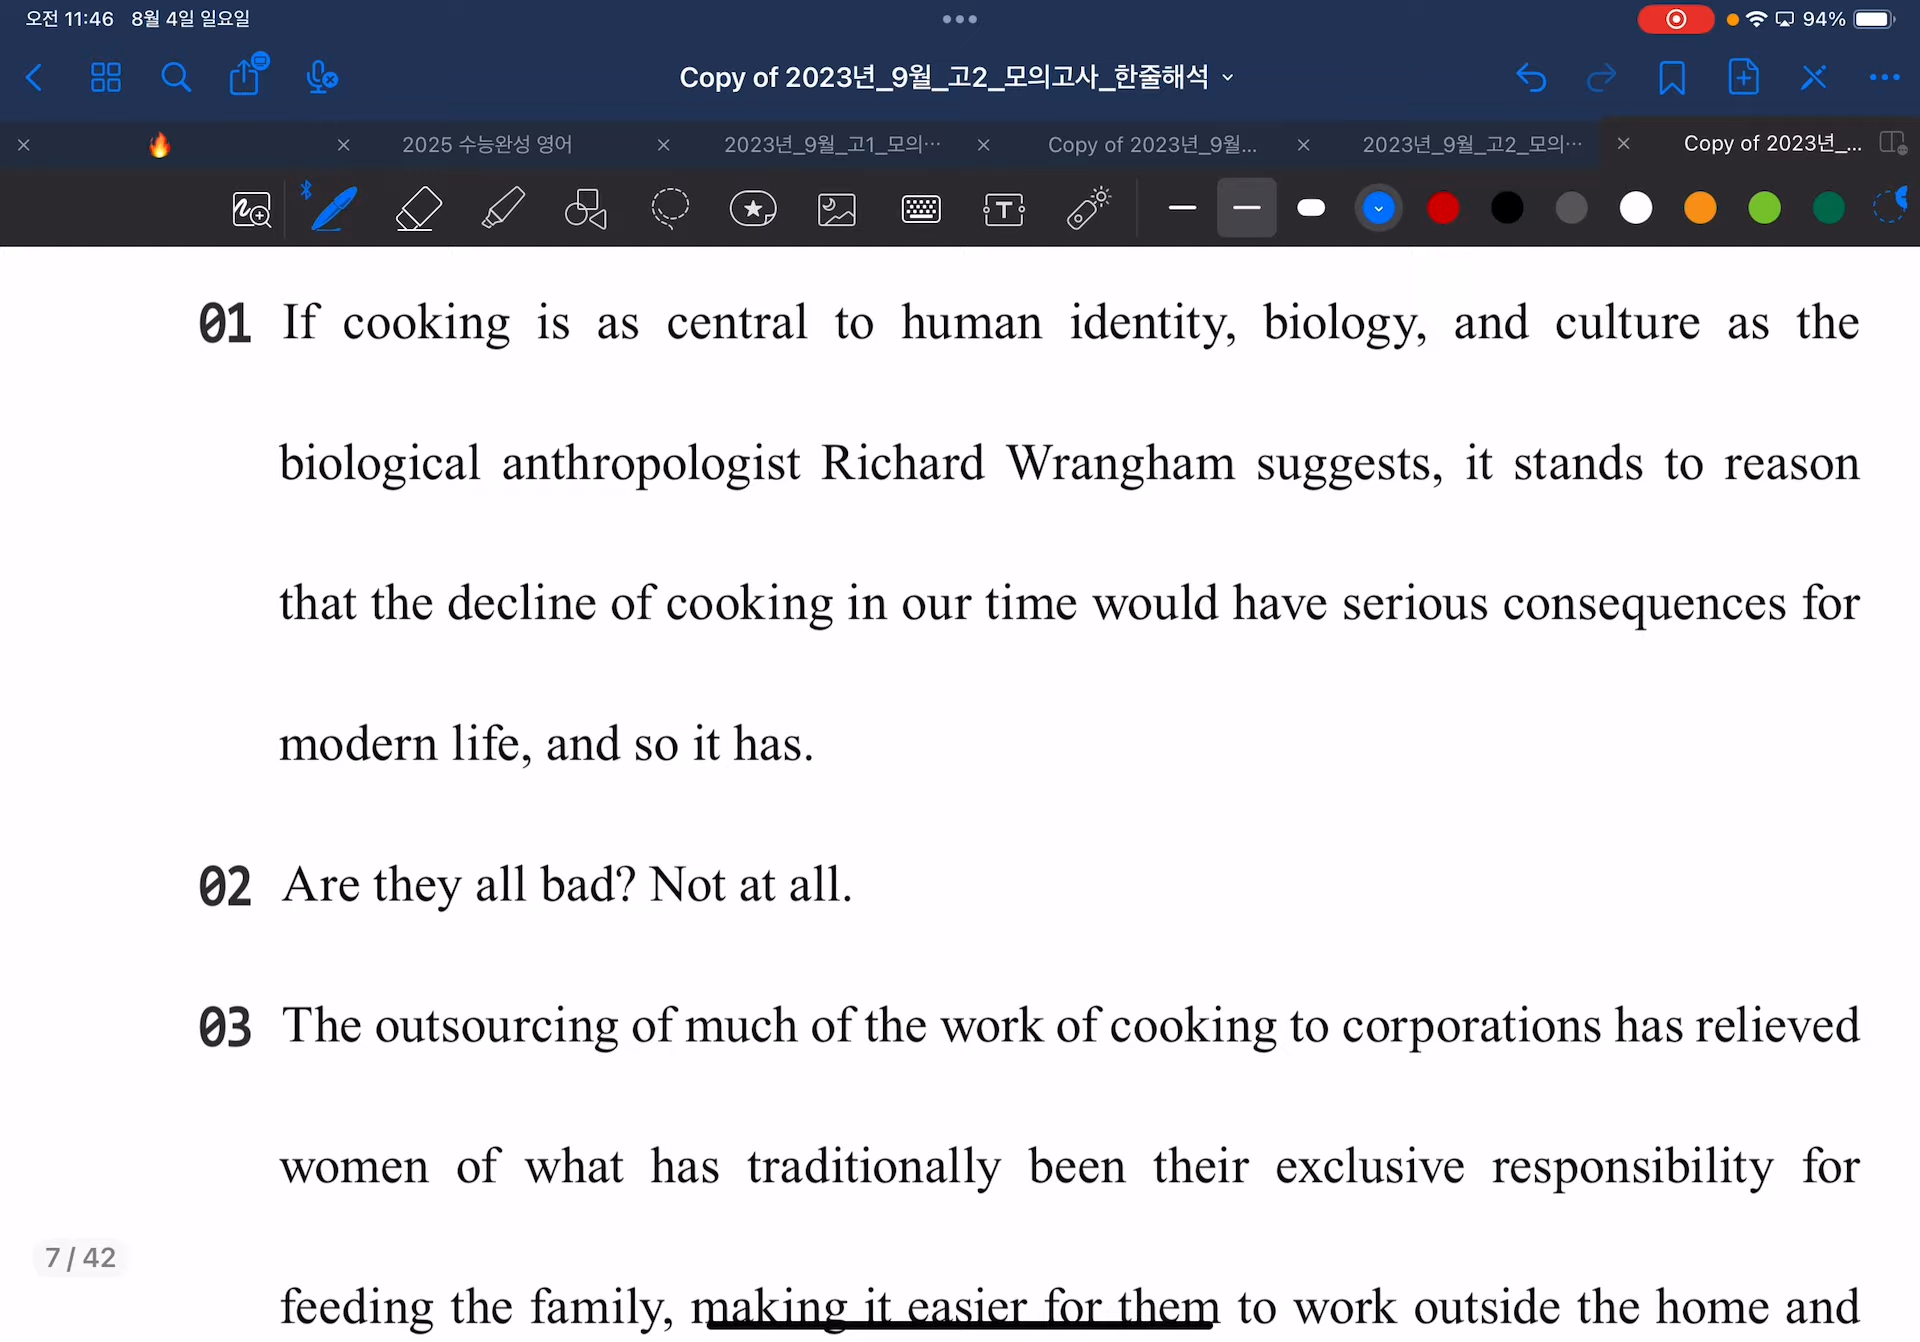 오전 11:46 8월 4일 일요일
94%
Copy of 2023년_9월_고2_모의고사_한줄해석
2025 수능완성 영어
2023년_9월_고1_모의…
Copy of 2023년_9월...
2023년_9월_고2_모의…
Copy of 2023년_...
01 If cooking is as central to human identity, biology, and culture as the
biological anthropologist Richard Wrangham suggests, it stands to reason
that the decline of cooking in our time would have serious consequences for
modern life, and so it has.
02 Are they all bad? Not at all.
03 The outsourcing of much of the work of cooking to corporations has relieved
women of what has traditionally been their exclusive responsibility for
feeding the family, making it easier for them to work outside the home and
7 / 42